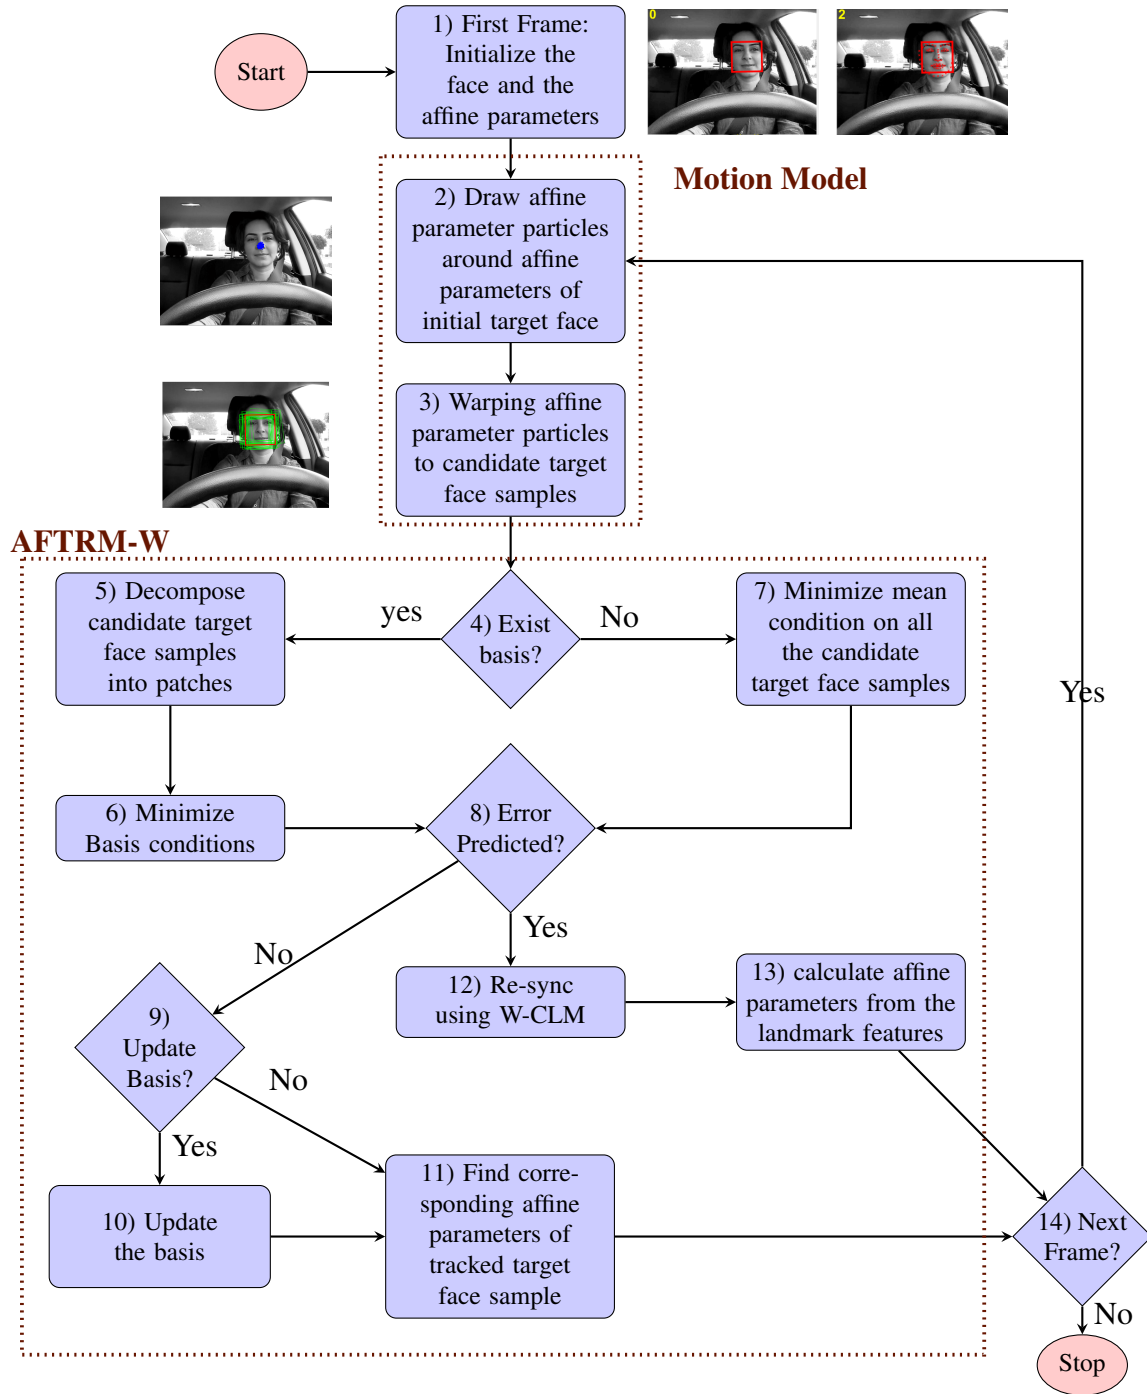 Start
1) First Frame:
Initialize the
face and the
affine parameters
0
2
Motion Model
2) Draw affine
parameter particles
around affine
parameters of
initial target face
3) Warping affine
parameter particles
to candidate target
face samples
AFTRM-W
4) Exist
basis?
yes
No
5) Decompose
candidate target
face samples
into patches
7) Minimize mean
condition on all
the candidate
target face samples
Yes
6) Minimize
Basis conditions
8) Error
Predicted?
No
Yes
12) Re-sync
using W-CLM
13) calculate affine
parameters from the
landmark features
9)
Update
Basis?
No
Yes
10) Update
the basis
11) Find corre-
sponding affine
parameters of
tracked target
face sample
14) Next
Frame?
No
Stop